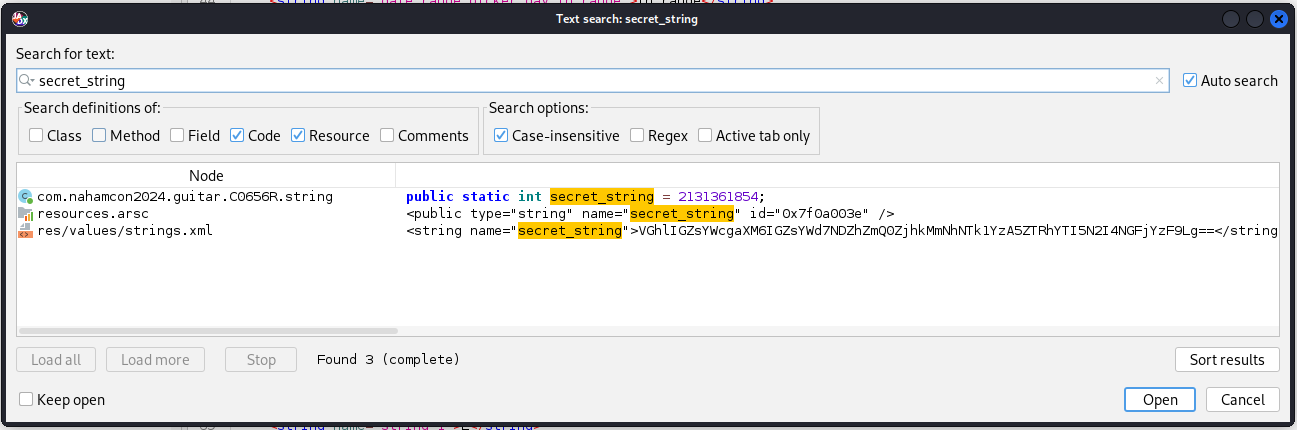 Text search: secret_string
Search for text:
secret_string
Auto search
Search definitions of:
Search options:
Class Method Field Code Resource Comments
Case-insensitive Regex Active tab only
Node
com.nahamcon2024.guitar.C0656R.string public static int secret_string = 2131361854;
resources.arsc <public type="string" name="secret_string" id="0x7f0a003e" />
res/values/strings.xml <string name="secret_string">VGhlIGZsYWcgaXM6IGZsYWd7NDZhZmQ0ZjhkMmNhNTk1YzA5ZTRhYTI5N2I4NGFjYzF9Lg==</string
Load all Load more Stop Found 3 (complete) Sort results
Keep open Open Cancel